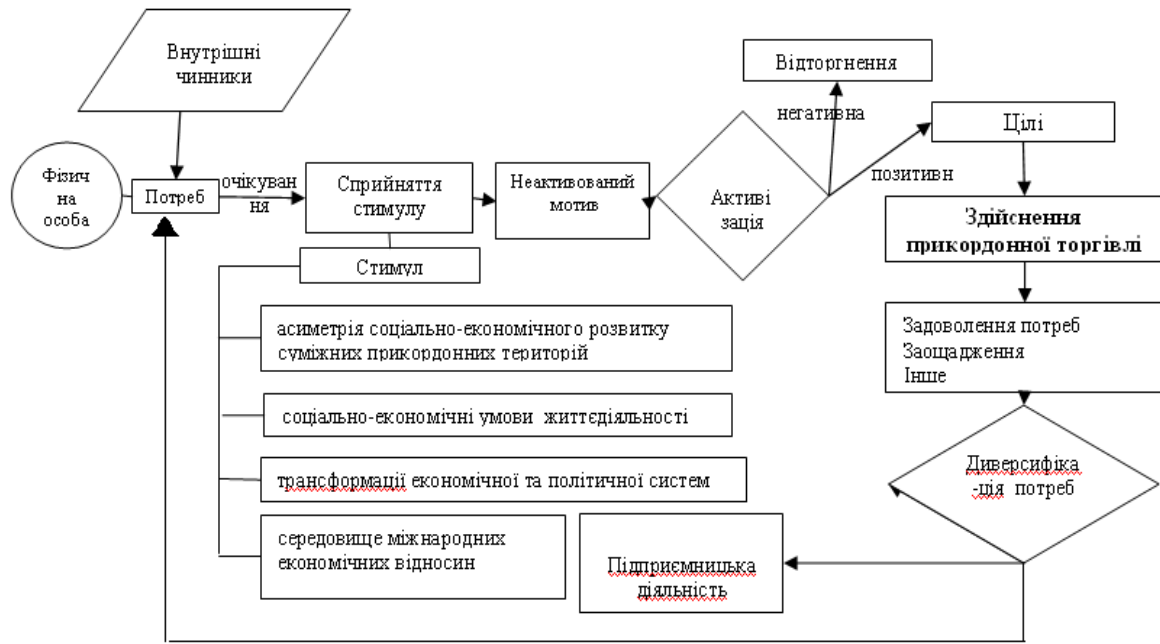 Внутрішні
чинники
Фізич
на
особа
Потреб
очікуван
ня
Сприйняття
стимулу
Стимул
Неактивований
мотив
Активі
зація
негативна
Відторгнення
позитивн
Цілі
Здійснення
прикордонної торгівлі
Задоволення потреб
Заощадження
Інше
Диверсифіка
-ція потреб
Підприємницька
діяльність
асиметрія соціально-економічного розвитку
суміжних прикордонних територій
соціально-економічні умови життєдіяльності
трансформації економічної та політичної систем
середовище міжнародних
економічних відносин